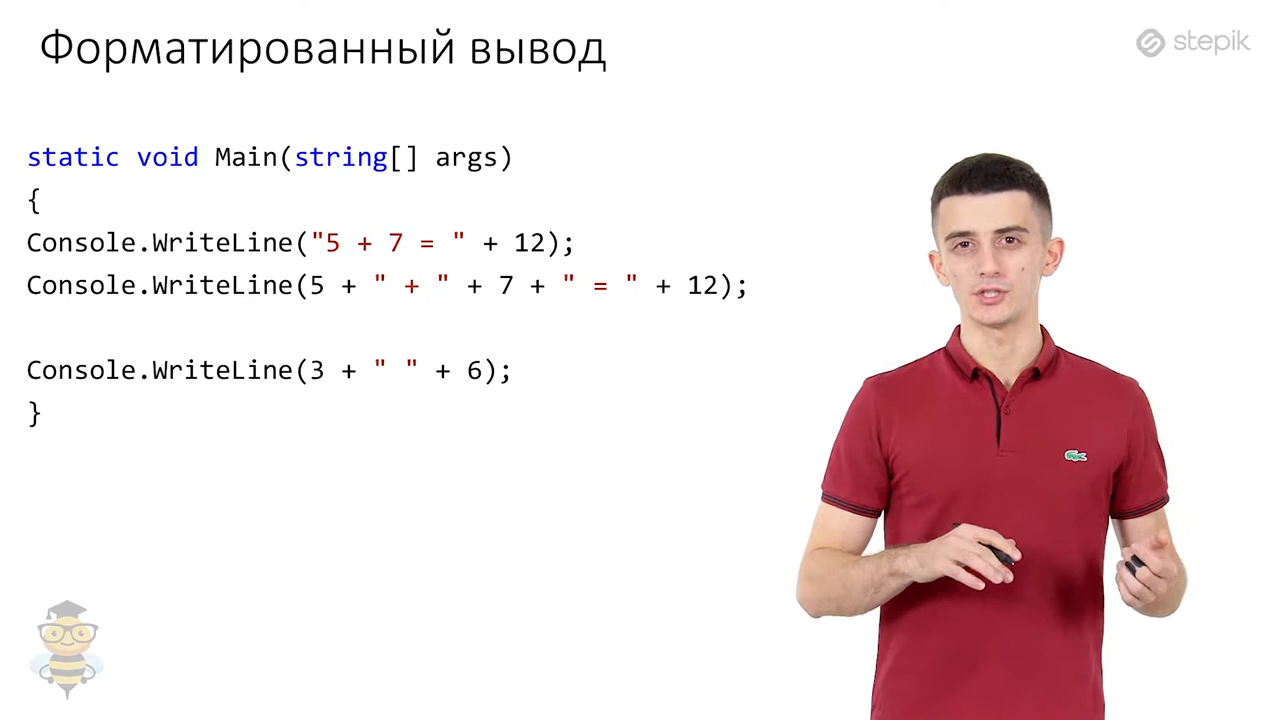 Форматированный вывод
stepik
static void Main(string[] args)
{
Console.WriteLine("5 + 7 = " + 12);
Console.WriteLine(5 + " + " + 7 + " = " + 12);
Console.WriteLine(3 + " " + 6);
}